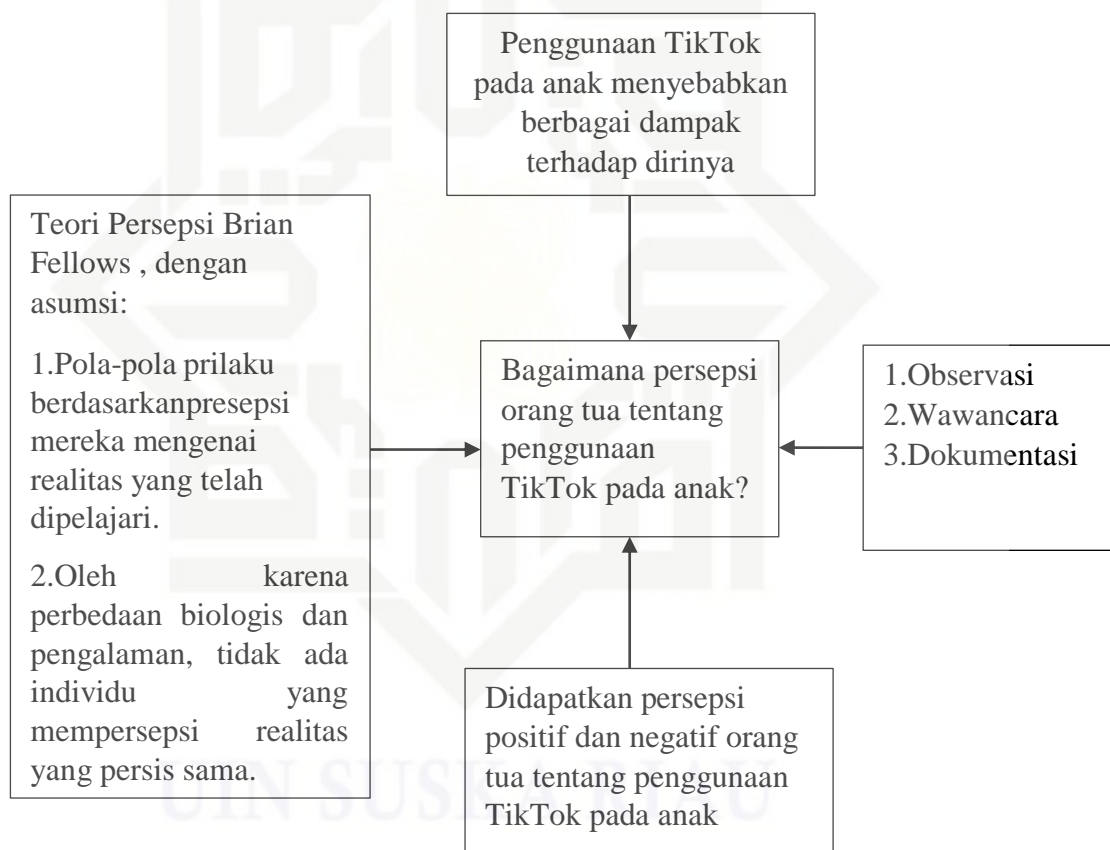 Penggunaan TikTok
pada anak menyebabkan
berbagai dampak
terhadap dirinya
Teori Persepsi Brian
Fellows , dengan
asumsi:
1.Pola-pola prilaku
berdasarkanpresepsi
mereka mengenai
realitas yang telah
dipelajari.
2.Oleh karena
perbedaan biologis dan
pengalaman, tidak ada
individu yang
mempersepsi realitas
yang persis sama.
Bagaimana persepsi
orang tua tentang
penggunaan
TikTok pada anak?
1.Observasi
2.Wawancara
3.Dokumentasi
Didapatkan persepsi
positif dan negatif orang
tua tentang penggunaan
TikTok pada anak
UIN SUSKA RIAU